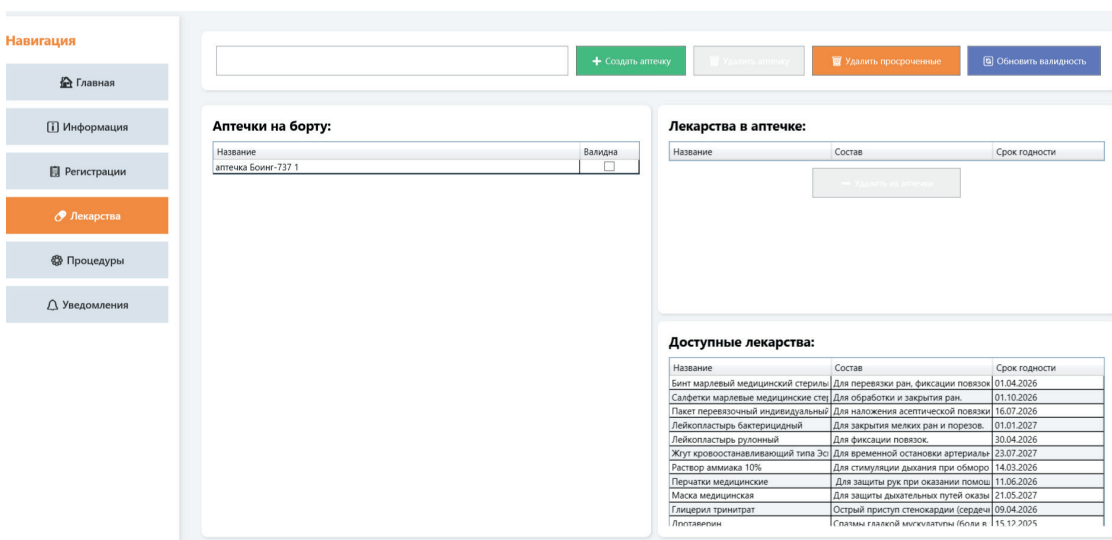 Навигация
Главная
Информация
Регистрации
Лекарства
Процедуры
Уведомления
+ Создать аптечку
Удалить аптечку
Удалить просроченные
Обновить валидность
Аптечки на борту:
Название Валидна
аптечка Боинг-737 1
Лекарства в аптечке:
Название Состав Срок годности
— Удалить из аптечки
Доступные лекарства:
Название Состав Срок годности
Бинт марлевый медицинский стериль Для перевязки ран, фиксации повязок 01.04.2026
Салфетки марлевые медицинские стер Для обработки и закрытия ран. 01.10.2026
Пакет перевязочный индивидуальный Для наложения асептической повязки 16.07.2026
Лейкопластырь бактерицидный Для закрытия мелких ран и порезов. 01.01.2027
Лейкопластырь рулонный Для фиксации повязок. 30.04.2026
Жгут кровоостанавливающий типа Эс Для временной остановки артериаль 23.07.2027
Раствор аммиака 10% Для стимуляции дыхания при обморо 14.03.2026
Перчатки медицинские Для защиты рук при оказании помощ 11.06.2026
Маска медицинская Для защиты дыхательных путей оказы 21.05.2027
Глицерил тринитрат Острый приступ стенокардии (сердеч 09.04.2026
Дротаверин Спазмы гладкой мускулатуры (боли в 15.12.2025